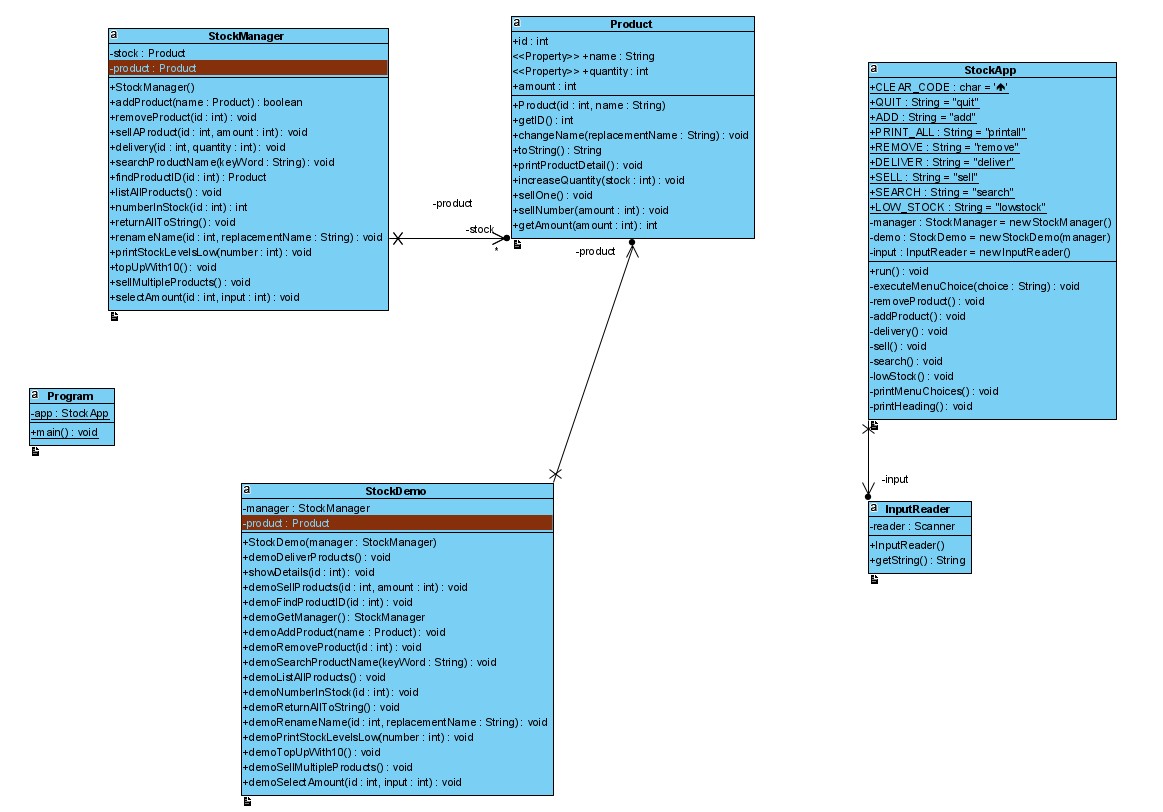 a
StockManager
-stock : Product
-product : Product
+StockManager()
+addProduct(name : Product) : boolean
+removeProduct(id : int) : void
+sellAProduct(id : int, amount : int) : void
+delivery(id : int, quantity : int) : void
+searchProductName(keyWord : String) : void
+findProductID(id : int) : Product
+listAllProducts() : void
+numberInStock(id : int) : int
+returnAllToString() : void
+renameName(id : int, replacementName : String) : void
+printStockLevelsLow(number : int) : void
+topUpWith10() : void
+sellMultipleProducts() : void
+selectAmount(id : int, input : int) : void
-product
-stock
*
a
Product
+id : int
<<Property>> +name : String
<<Property>> +quantity : int
+amount : int
+Product(id : int, name : String)
+getID() : int
+changeName(replacementName : String) : void
+toString() : String
+printProductDetail() : void
+increaseQuantity(stock : int) : void
+sellOne() : void
+sellNumber(amount : int) : void
+getAmount(amount : int) : int
-product
a
StockApp
+CLEAR_CODE : char = '♠'
+QUIT : String = "quit"
+ADD : String = "add"
+PRINT_ALL : String = "printall"
+REMOVE : String = "remove"
+DELIVER : String = "deliver"
+SELL : String = "sell"
+SEARCH : String = "search"
+LOW_STOCK : String = "lowstock"
-manager : StockManager = new StockManager()
-demo : StockDemo = new StockDemo(manager)
-input : InputReader = new InputReader()
+run() : void
-executeMenuChoice(choice : String) : void
-removeProduct() : void
-addProduct() : void
-delivery() : void
-sell() : void
-search() : void
-lowStock() : void
-printMenuChoices() : void
-printHeading() : void
-input
a
InputReader
-reader : Scanner
+InputReader()
+getString() : String
a
Program
-app : StockApp
+main() : void
a
StockDemo
-manager : StockManager
-product : Product
+StockDemo(manager : StockManager)
+demoDeliverProducts() : void
+showDetails(id : int) : void
+demoSellProducts(id : int, amount : int) : void
+demoFindProductID(id : int) : void
+demoGetManager() : StockManager
+demoAddProduct(name : Product) : void
+demoRemoveProduct(id : int) : void
+demoSearchProductName(keyWord : String) : void
+demoListAllProducts() : void
+demoNumberInStock(id : int) : void
+demoReturnAllToString() : void
+demoRenameName(id : int, replacementName : String) : void
+demoPrintStockLevelsLow(number : int) : void
+demoTopUpWith10() : void
+demoSellMultipleProducts() : void
+demoSelectAmount(id : int, input : int) : void